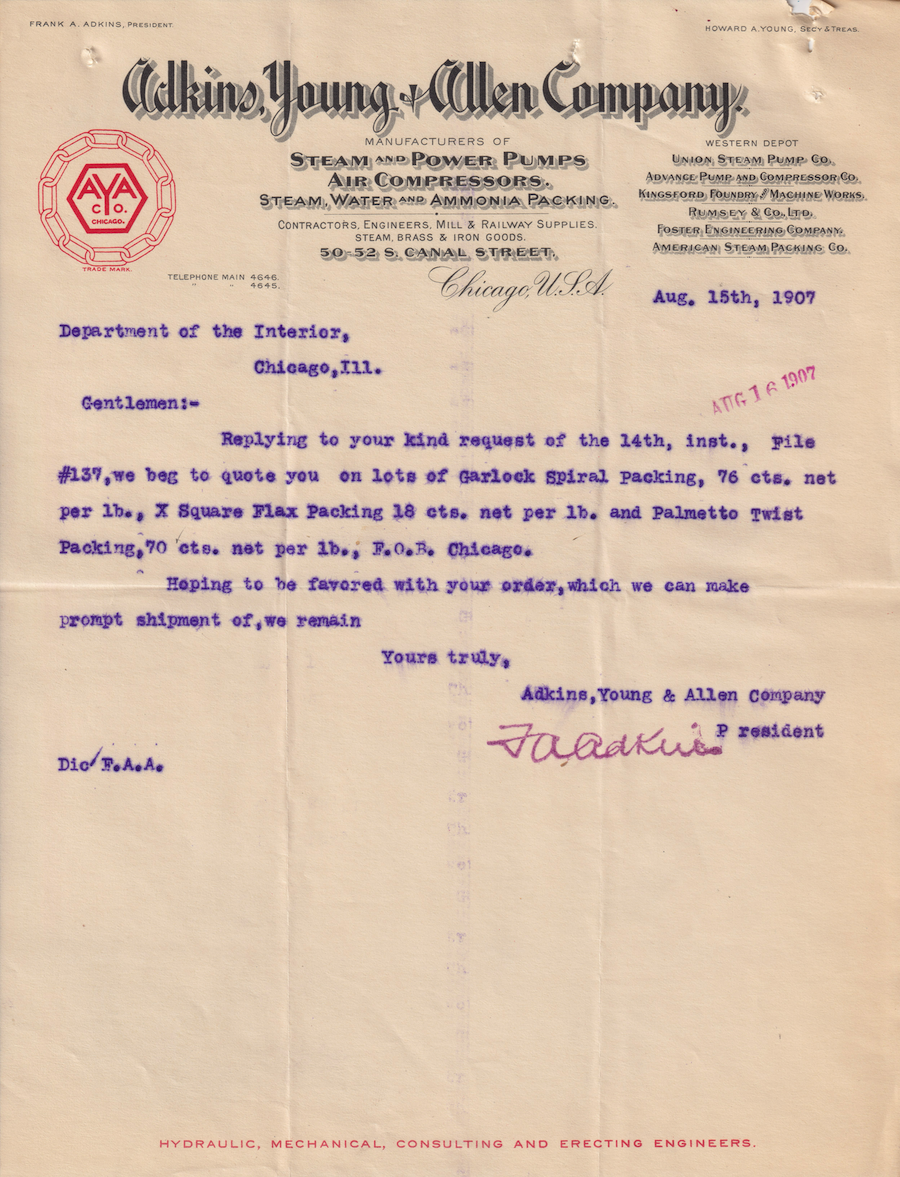 FRANK A. ADKINS, PRESIDENT.
HOWARD A. YOUNG, SECY & TREAS.
Adkins, Young & Allen Company.
MANUFACTURERS OF
STEAM AND POWER PUMPS
AIR COMPRESSORS.
STEAM, WATER AND AMMONIA PACKING.
CONTRACTORS, ENGINEERS, MILL & RAILWAY SUPPLIES.
STEAM, BRASS & IRON GOODS.
50-52 S. CANAL STREET.
WESTERN DEPOT
UNION STEAM PUMP CO.
ADVANCE PUMP AND COMPRESSOR CO.
KINGSFORD FOUNDRY AND MACHINE WORKS.
RUMSEY & CO. LTD.
FOSTER ENGINEERING COMPANY.
AMERICAN STEAM PACKING CO.
AYA
CO.
CHICAGO.
TRADE MARK.
TELEPHONE MAIN 4646.
" " 4645.
Chicago, U.S.A.
Aug. 15th, 1907
Department of the Interior,
Chicago,Ill.
AUG 16 1907
Gentlemen:-
Replying to your kind request of the 14th, inst., File
#137,we beg to quote you on lots of Garlock Spiral Packing, 76 cts. net
per lb., X Square Flax Packing 18 cts. net per lb. and Palmetto Twist
Packing,70 cts. net per lb., F.O.B. Chicago.
Hoping to be favored with your order,which we can make
prompt shipment of,we remain
Yours truly,
Adkins,Young & Allen Company
F A Adkins
P resident
Dic/F.A.A.
HYDRAULIC, MECHANICAL, CONSULTING AND ERECTING ENGINEERS.